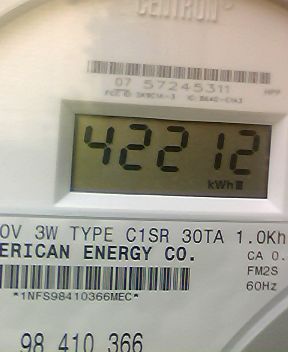 CENTRON
07 57245311
HPP
42212
kWh
0V 3W TYPE C1SR 30TA 1.0Kh
ERICAN ENERGY CO.
CA 0.
FM2S
60Hz
*1NFS98410366MEC*
98 410 366